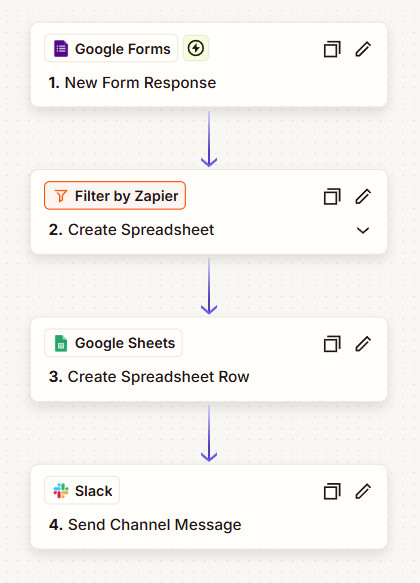 Google Forms
1. New Form Response
Filter by Zapier
2. Create Spreadsheet
Google Sheets
3. Create Spreadsheet Row
Slack
4. Send Channel Message